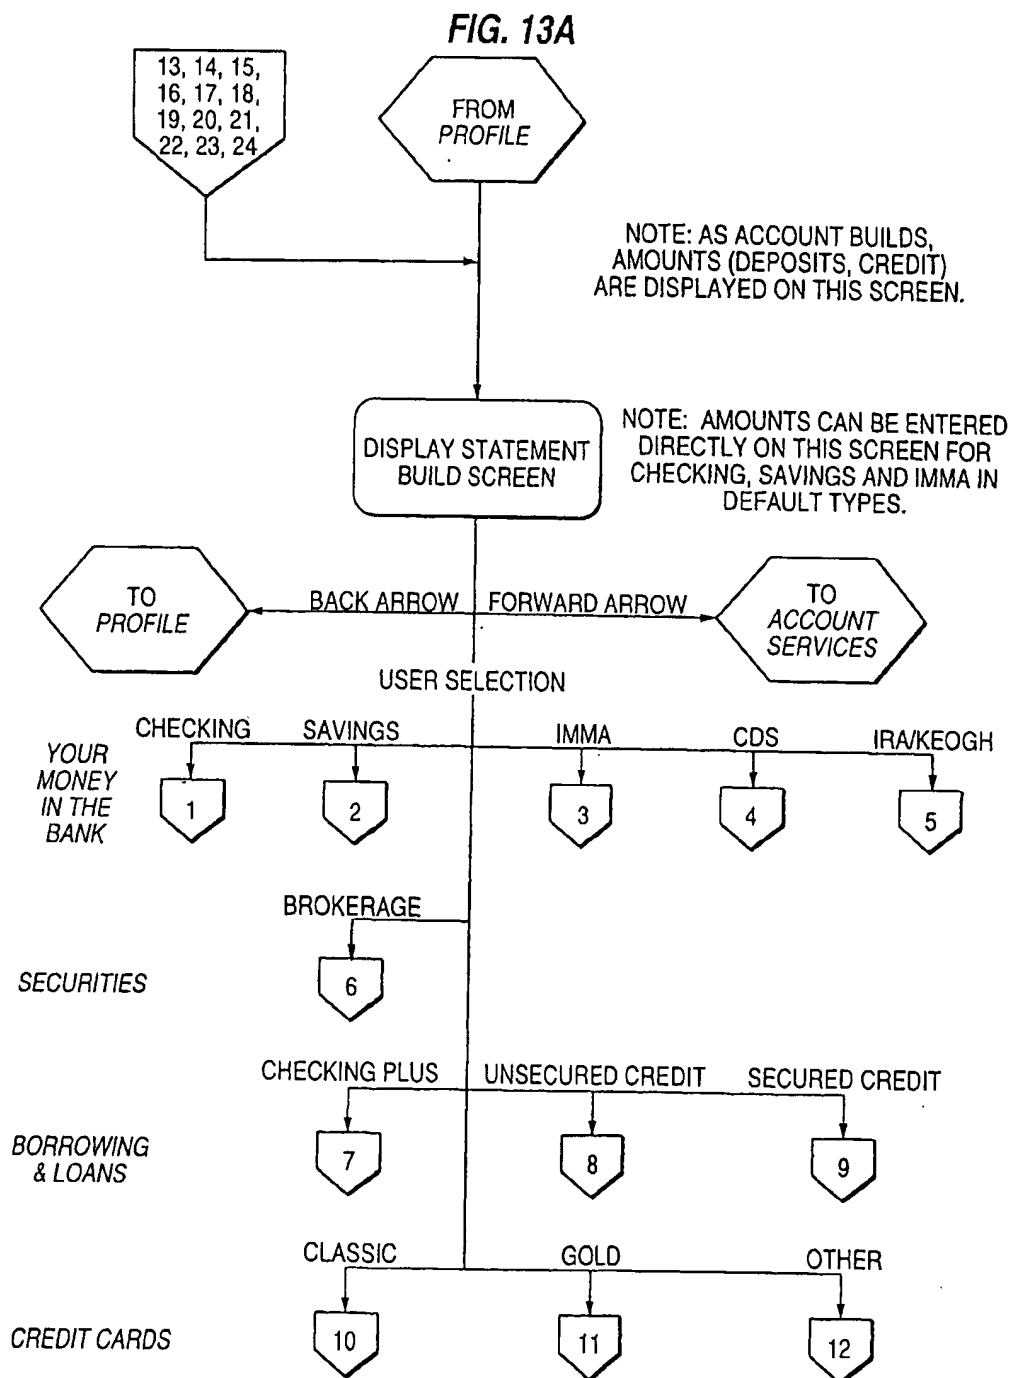 FIG. 13A
13, 14, 15,
16, 17, 18,
19, 20, 21,
22, 23, 24
FROM
PROFILE
NOTE: AS ACCOUNT BUILDS,
AMOUNTS (DEPOSITS, CREDIT)
ARE DISPLAYED ON THIS SCREEN.
DISPLAY STATEMENT
BUILD SCREEN
NOTE: AMOUNTS CAN BE ENTERED
DIRECTLY ON THIS SCREEN FOR
CHECKING, SAVINGS AND IMMA IN
DEFAULT TYPES.
TO
PROFILE
BACK ARROW
FORWARD ARROW
TO
ACCOUNT
SERVICES
USER SELECTION
YOUR
MONEY
IN THE
BANK
CHECKING
SAVINGS
IMMA
CDS
IRA/KEOGH
1
2
3
4
5
BROKERAGE
SECURITIES
6
CHECKING PLUS
UNSECURED CREDIT
SECURED CREDIT
BORROWING
& LOANS
7
8
9
CLASSIC
GOLD
OTHER
CREDIT CARDS
10
11
12